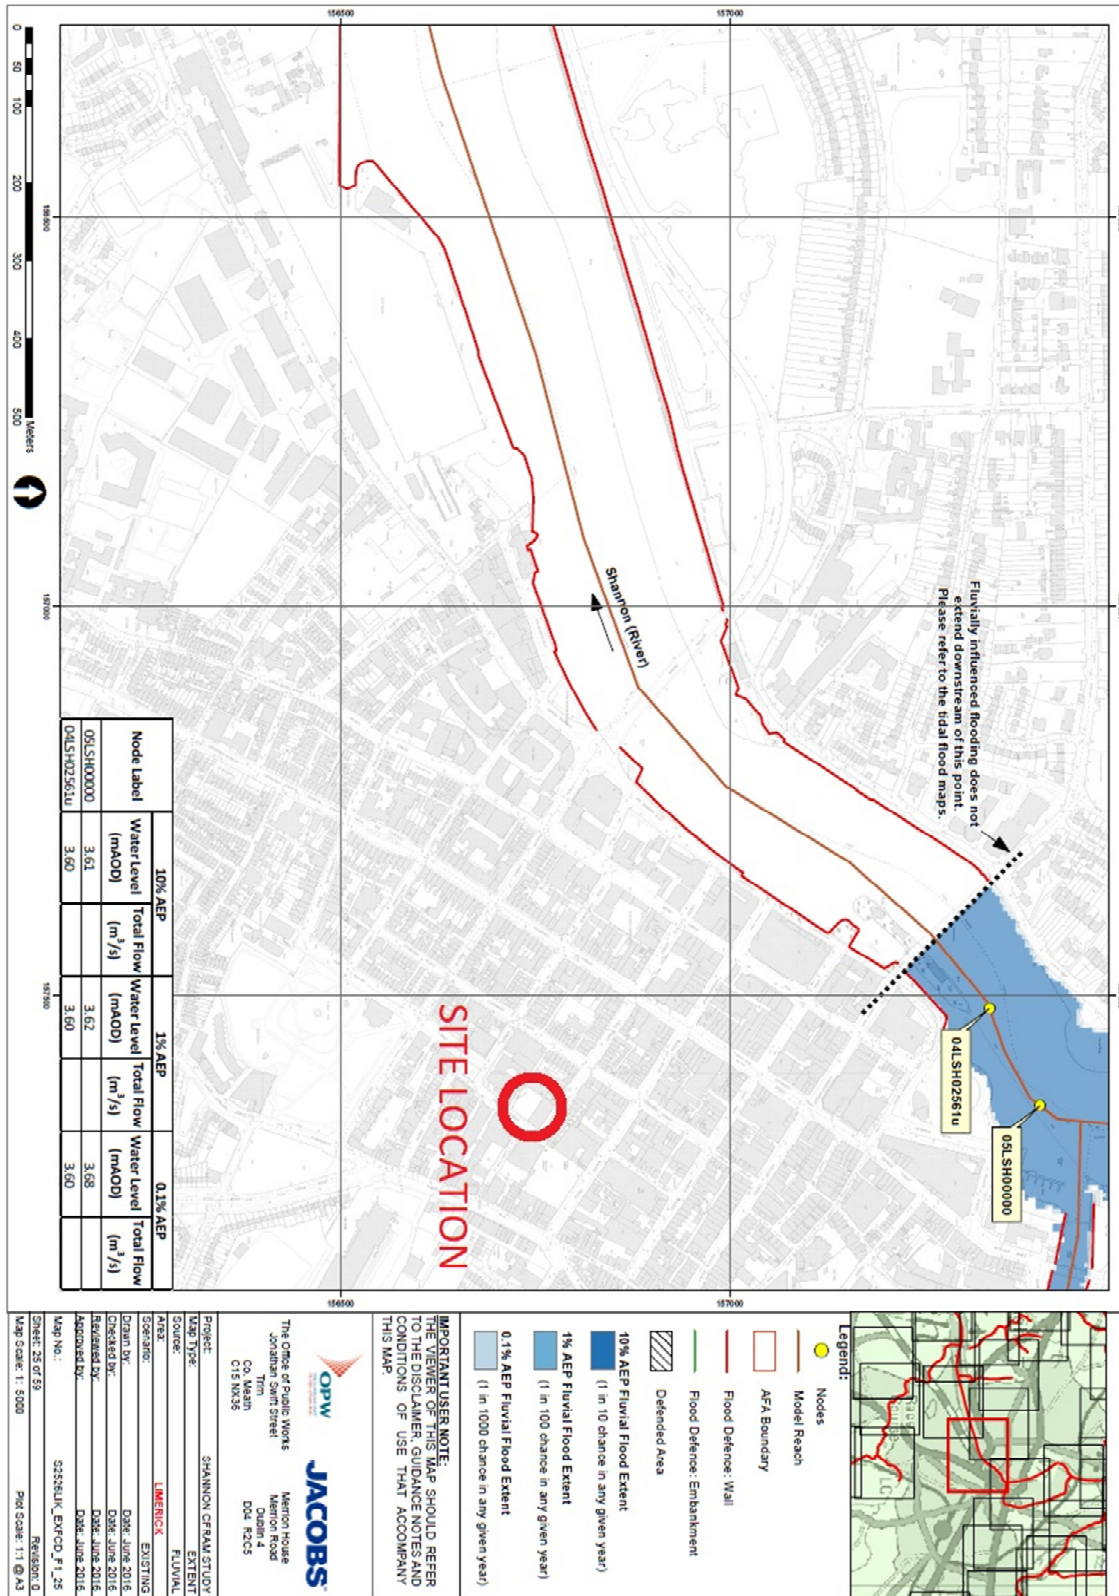 Legend:
Nodes
Model Reach
AFA Boundary
Flood Defence: Wall
Flood Defence: Embankment
Defended Area
10% AEP Fluvial Flood Extent
(1 in 10 chance in any given year)
1% AEP Fluvial Flood Extent
(1 in 100 chance in any given year)
0.1% AEP Fluvial Flood Extent
(1 in 1000 chance in any given year)
IMPORTANT USER NOTE:
THE VIEWER OF THIS MAP SHOULD REFER
TO THE DISCLAIMER, GUIDANCE NOTES AND
CONDITIONS OF USE THAT ACCOMPANY
THIS MAP.
OPW
JACOBS
The Office of Public Works
Jonathan Swift Street
Trim
Co. Meath
C15 NX36
Merrion House
Merrion Road
Dublin 4
D04 R2C5
Project: SHANNON CFRAM STUDY
Map Type: EXTENT
Source: FLUVIAL
Area: LIMERICK
Scenario: EXISTING
Drawn by: Date: June 2016
Checked by: Date: June 2016
Reviewed by: Date: June 2016
Approved by: Date: June 2016
Map No.: S2526LIK_EXFCD_F1_25
Sheet: 25 of 59 Revision: 0
Map Scale: 1: 5000 Plot Scale: 1:1 @ A3
Fluvially influenced flooding does not
extend downstream of this point.
Please refer to the tidal flood maps.
04LSH02561u
05LSH00000
Shannon (River)
SITE LOCATION
Node Label 10% AEP 1% AEP 0.1% AEP
Water Level (mAOD) Total Flow (m³/s) Water Level (mAOD) Total Flow (m³/s) Water Level (mAOD) Total Flow (m³/s)
05LSH00000 3.61 3.62 3.68
04LSH02561u 3.60 3.60 3.60
156500
157000
156500
157000
157500
156500
157000
0 50 100 200 300 400 500 Meters